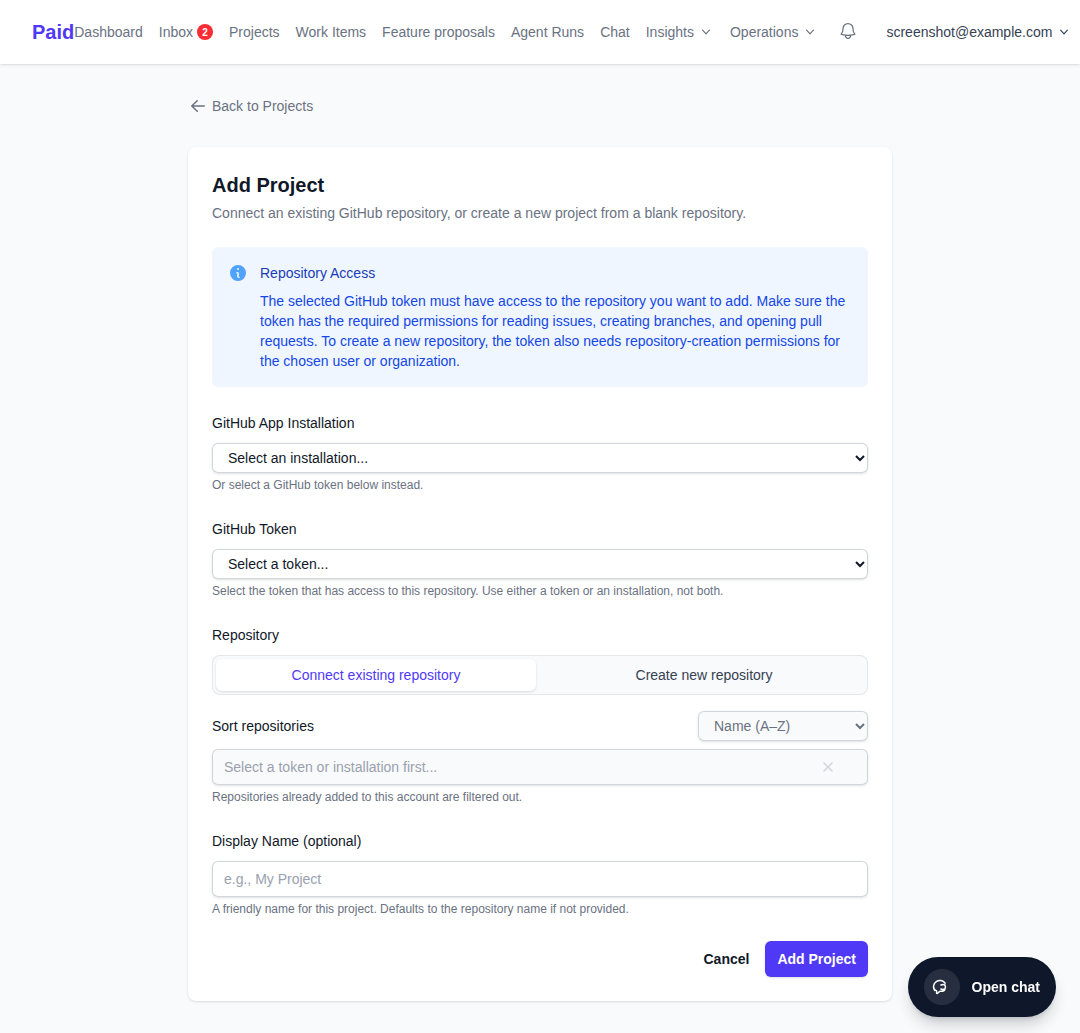 Paid Dashboard Inbox 2 Projects Work Items Feature proposals Agent Runs Chat Insights Operations screenshot@example.com
Back to Projects
Add Project
Connect an existing GitHub repository, or create a new project from a blank repository.
Repository Access
The selected GitHub token must have access to the repository you want to add. Make sure the
token has the required permissions for reading issues, creating branches, and opening pull
requests. To create a new repository, the token also needs repository-creation permissions for
the chosen user or organization.
GitHub App Installation
Select an installation...
Or select a GitHub token below instead.
GitHub Token
Select a token...
Select the token that has access to this repository. Use either a token or an installation, not both.
Repository
Connect existing repository Create new repository
Sort repositories Name (A–Z)
Select a token or installation first...
Repositories already added to this account are filtered out.
Display Name (optional)
e.g., My Project
A friendly name for this project. Defaults to the repository name if not provided.
Cancel Add Project
Open chat